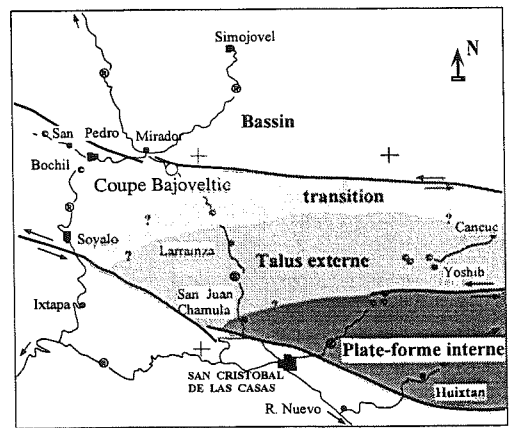 Simojovel
N
Bassin
San Pedro Mirador
Bochil
Coupe Bajoveltic
transition
Cancuc
?
?
?
Soyalo
Larrainza
Talus externe
Yoshib
Ixtapa
San Juan
Chamula
?
Plate-forme interne
SAN CRISTOBAL
DE LAS CASAS
Huixtan
R. Nuevo